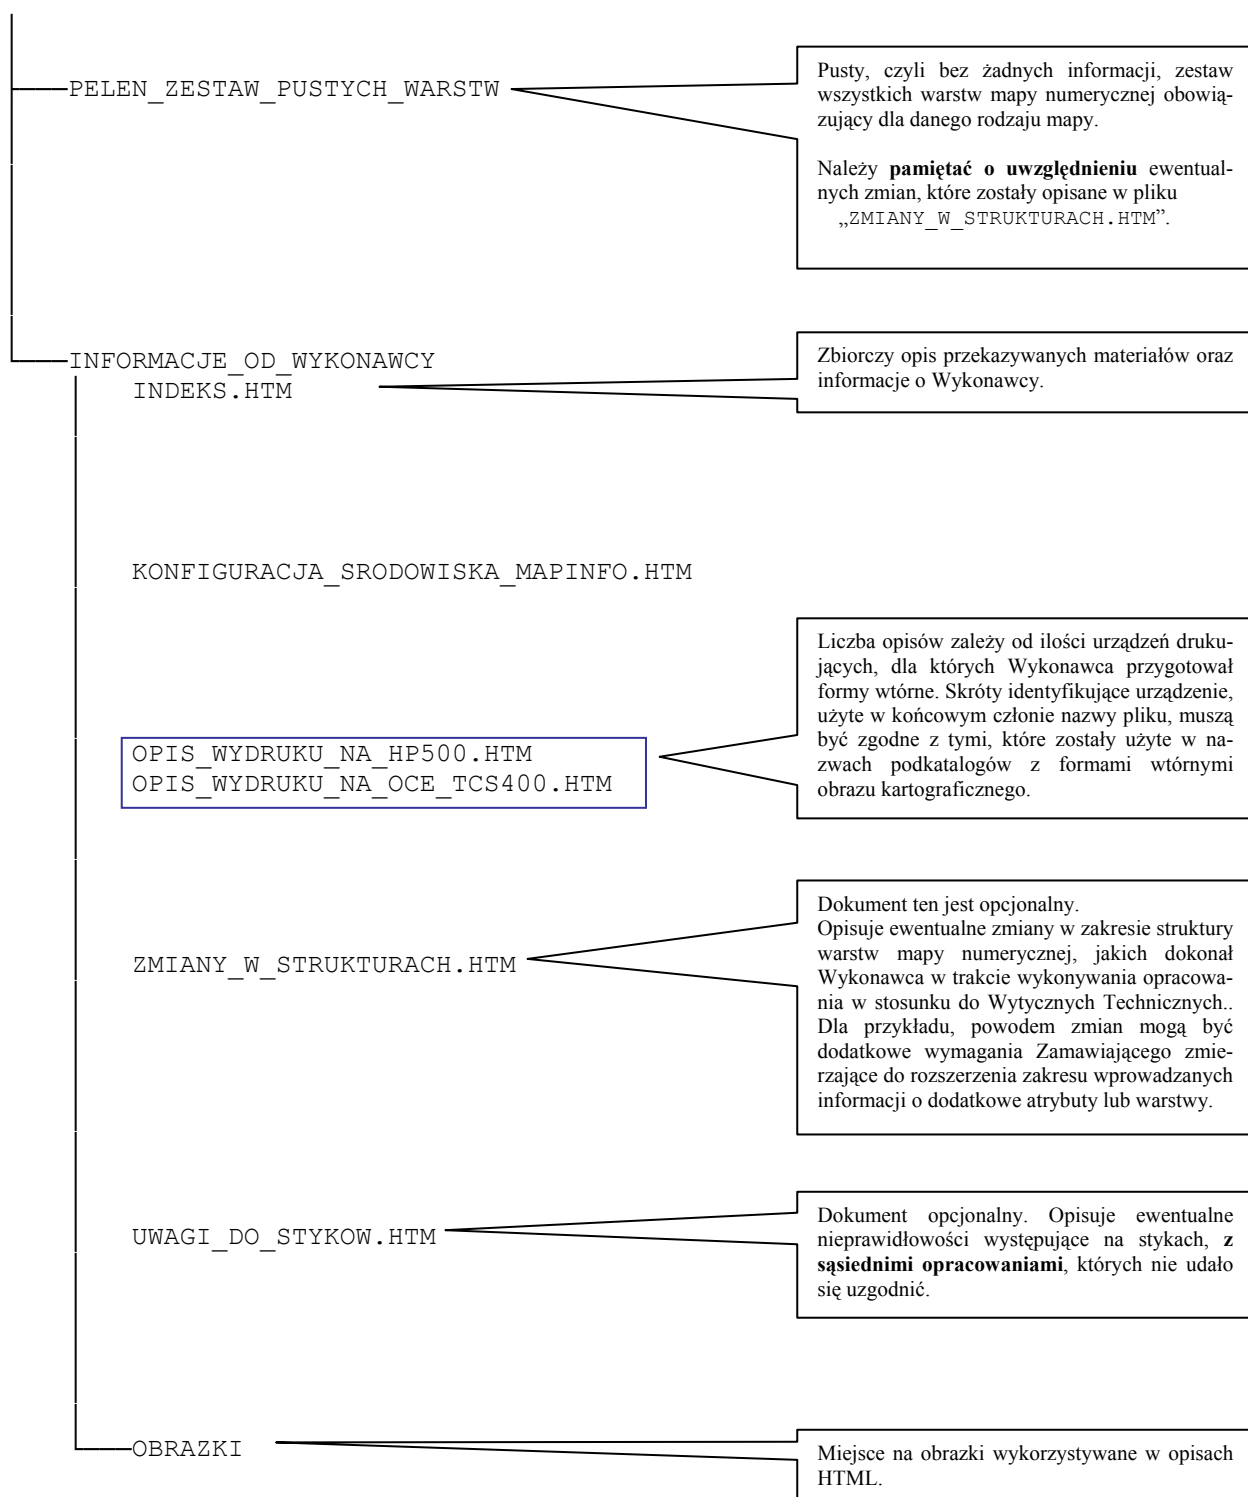 PELEN_ZESTAW_PUSTYCH_WARSTW
Pusty, czyli bez żadnych informacji, zestaw
wszystkich warstw mapy numerycznej obowią-
zujący dla danego rodzaju mapy.
Należy pamiętać o uwzględnieniu ewentual-
nych zmian, które zostały opisane w pliku
„ZMIANY_W_STRUKTURACH.HTM”.
INFORMACJE_OD_WYKONAWCY
INDEKS.HTM
Zbiorczy opis przekazywanych materiałów oraz
informacje o Wykonawcy.
KONFIGURACJA_SRODOWISKA_MAPINFO.HTM
OPIS_WYDRUKU_NA_HP500.HTM
OPIS_WYDRUKU_NA_OCE_TCS400.HTM
Liczba opisów zależy od ilości urządzeń druku-
jących, dla których Wykonawca przygotował
formy wtórne. Skróty identyfikujące urządzenie,
użyte w końcowym członie nazwy pliku, muszą
być zgodne z tymi, które zostały użyte w na-
zwach podkatalogów z formami wtórnymi
obrazu kartograficznego.
ZMIANY_W_STRUKTURACH.HTM
Dokument ten jest opcjonalny.
Opisuje ewentualne zmiany w zakresie struktury
warstw mapy numerycznej, jakich dokonał
Wykonawca w trakcie wykonywania opracowa-
nia w stosunku do Wytycznych Technicznych..
Dla przykładu, powodem zmian mogą być
dodatkowe wymagania Zamawiającego zmie-
rzające do rozszerzenia zakresu wprowadzanych
informacji o dodatkowe atrybuty lub warstwy.
UWAGI_DO_STYKOW.HTM
Dokument opcjonalny. Opisuje ewentualne
nieprawidłowości występujące na stykach, z
sąsiednimi opracowaniami, których nie udało
się uzgodnić.
OBRAZKI
Miejsce na obrazki wykorzystywane w opisach
HTML.